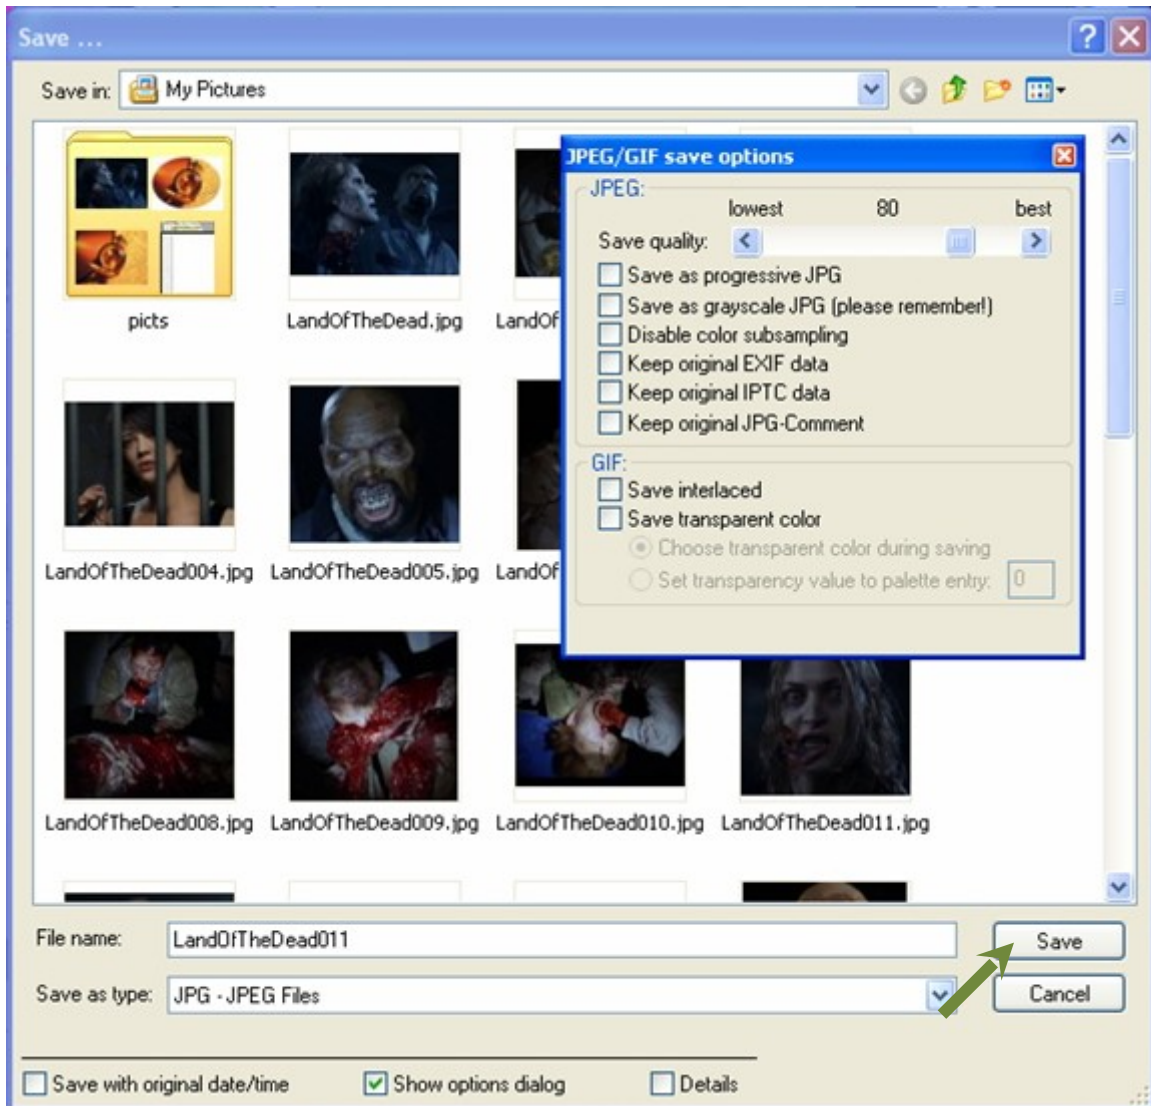 Save ...
Save in: My Pictures
JPEG/GIF save options
JPEG:
lowest 80 best
Save quality:
Save as progressive JPG
Save as grayscale JPG (please remember!)
Disable color subsampling
Keep original EXIF data
Keep original IPTC data
Keep original JPG-Comment
GIF:
Save interlaced
Save transparent color
Choose transparent color during saving
Set transparency value to palette entry: 0
picts LandOfTheDead.jpg LandOf
LandOfTheDead004.jpg LandOfTheDead005.jpg LandOf
LandOfTheDead008.jpg LandOfTheDead009.jpg LandOfTheDead010.jpg LandOfTheDead011.jpg
File name: LandOfTheDead011 Save
Save as type: JPG - JPEG Files Cancel
Save with original date/time Show options dialog Details